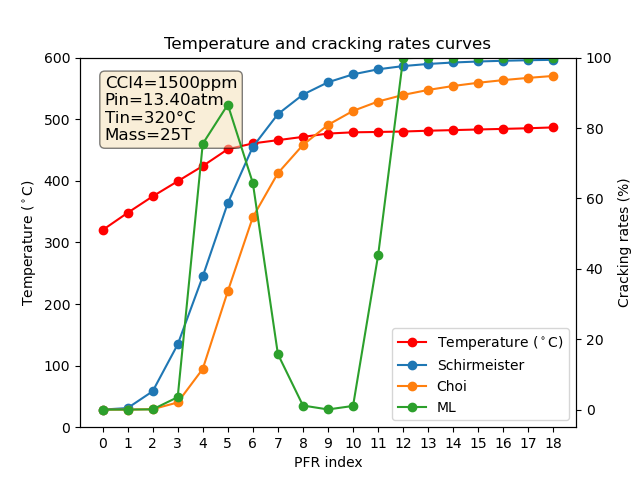 Temperature and cracking rates curves
CCl4=1500ppm
Pin=13.40atm
Tin=320°C
Mass=25T
600
500
400
300
200
100
0
Temperature (°C)
100
80
60
40
20
0
Cracking rates (%)
Temperature (°C)
Schirmeister
Choi
ML
0 1 2 3 4 5 6 7 8 9 10 11 12 13 14 15 16 17 18
PFR index